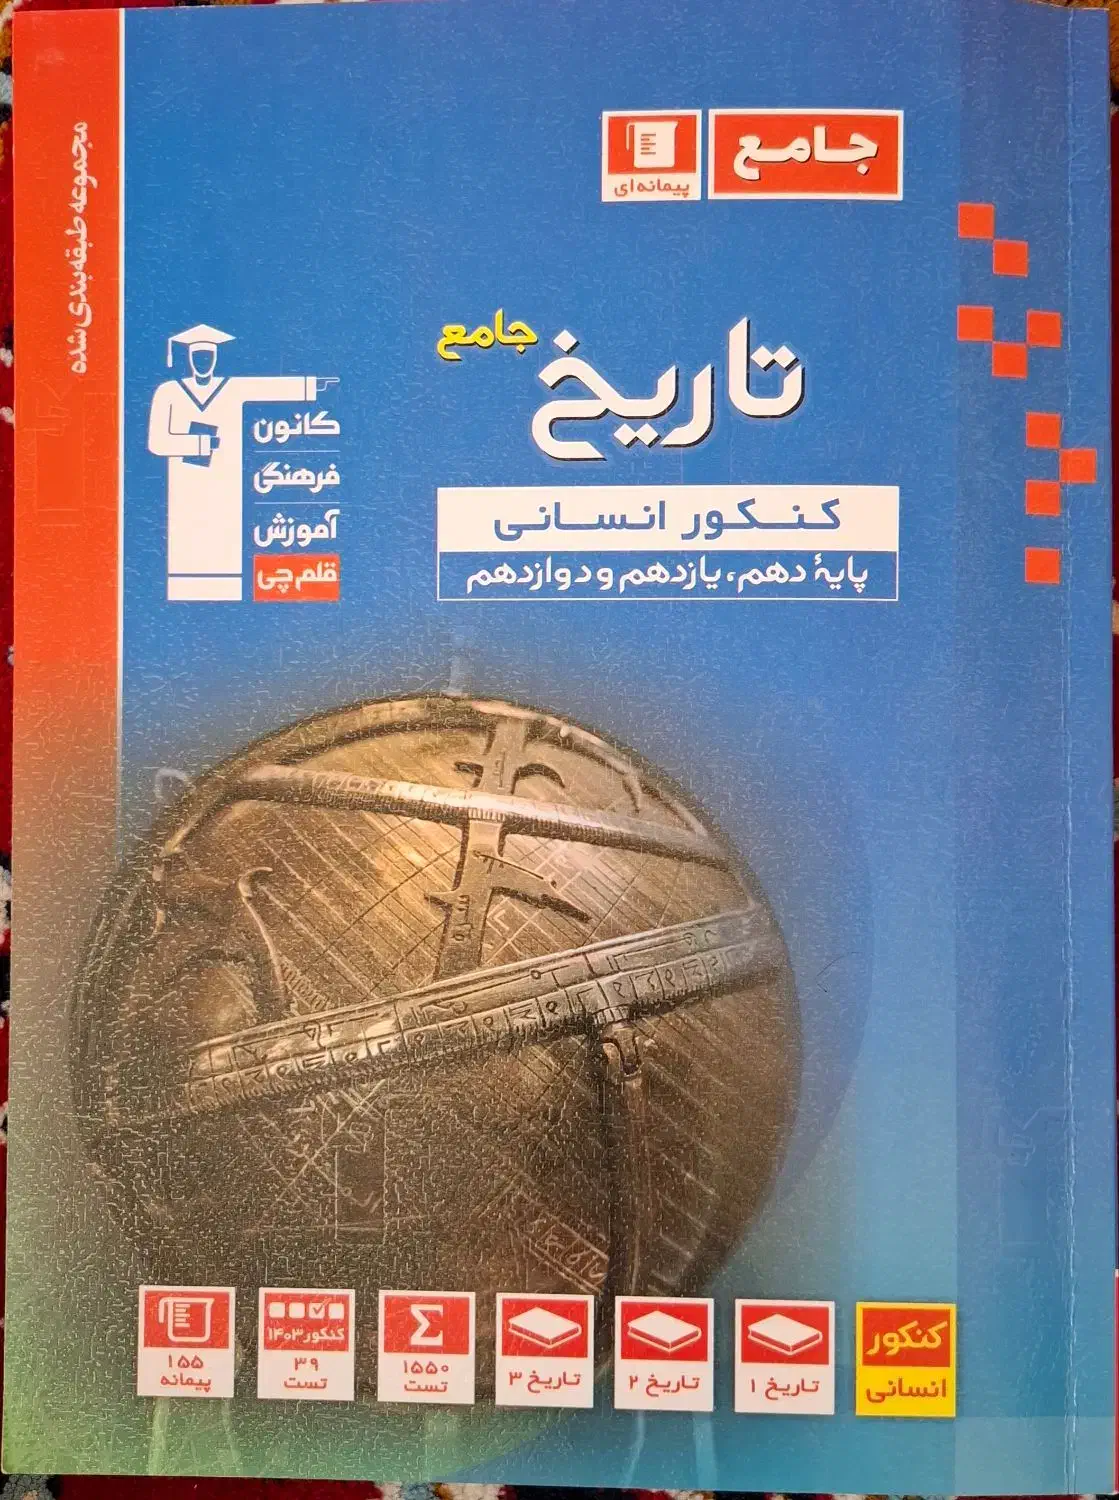 جامع
پیمانه‌ای
مجموعه طبقه‌بندی شده
تاریخ جامع
کنکور انسانی
پایهٔ دهم، یازدهم و دوازدهم
کانون
فرهنگی
آموزش
قلم‌چی
کنکور
انسانی
تاریخ ۱
تاریخ ۲
تاریخ ۳
۱۵۵۰
تست
کنکور ۱۴۰۳
۳۹
تست
۱۵۵
پیمانه